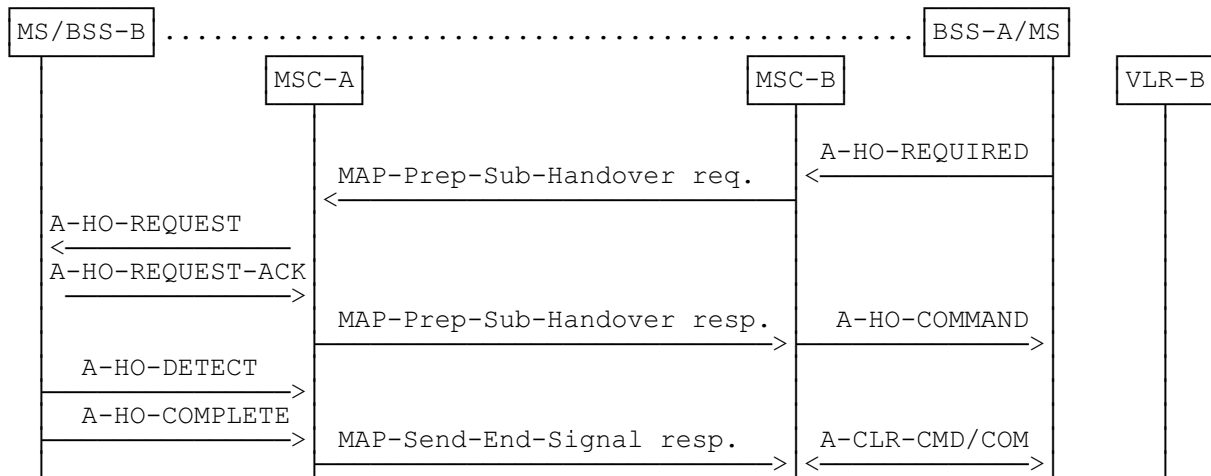 MS/BSS-B ............................................... BSS-A/MS
MSC-A MSC-B VLR-B
A-HO-REQUIRED
MAP-Prep-Sub-Handover req.
A-HO-REQUEST
A-HO-REQUEST-ACK
MAP-Prep-Sub-Handover resp. A-HO-COMMAND
A-HO-DETECT
A-HO-COMPLETE
MAP-Send-End-Signal resp. A-CLR-CMD/COM